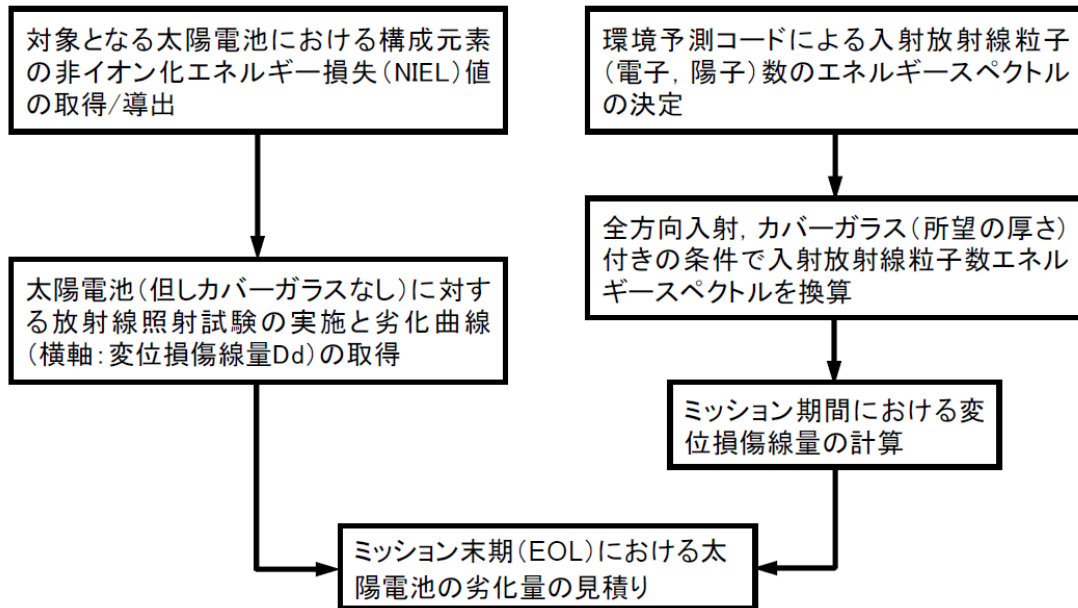 対象となる太陽電池における構成元素
の非イオン化エネルギー損失(NIEL)値
の取得/導出
太陽電池(但しカバーガラスなし)に対す
る放射線照射試験の実施と劣化曲線
(横軸:変位損傷線量Dd)の取得
環境予測コードによる入射放射線粒子
(電子, 陽子)数のエネルギースペクトル
の決定
全方向入射, カバーガラス(所望の厚さ)
付きの条件で入射放射線粒子数エネル
ギースペクトルを換算
ミッション期間における変
位損傷線量の計算
ミッション末期(EOL)における太
陽電池の劣化量の見積り